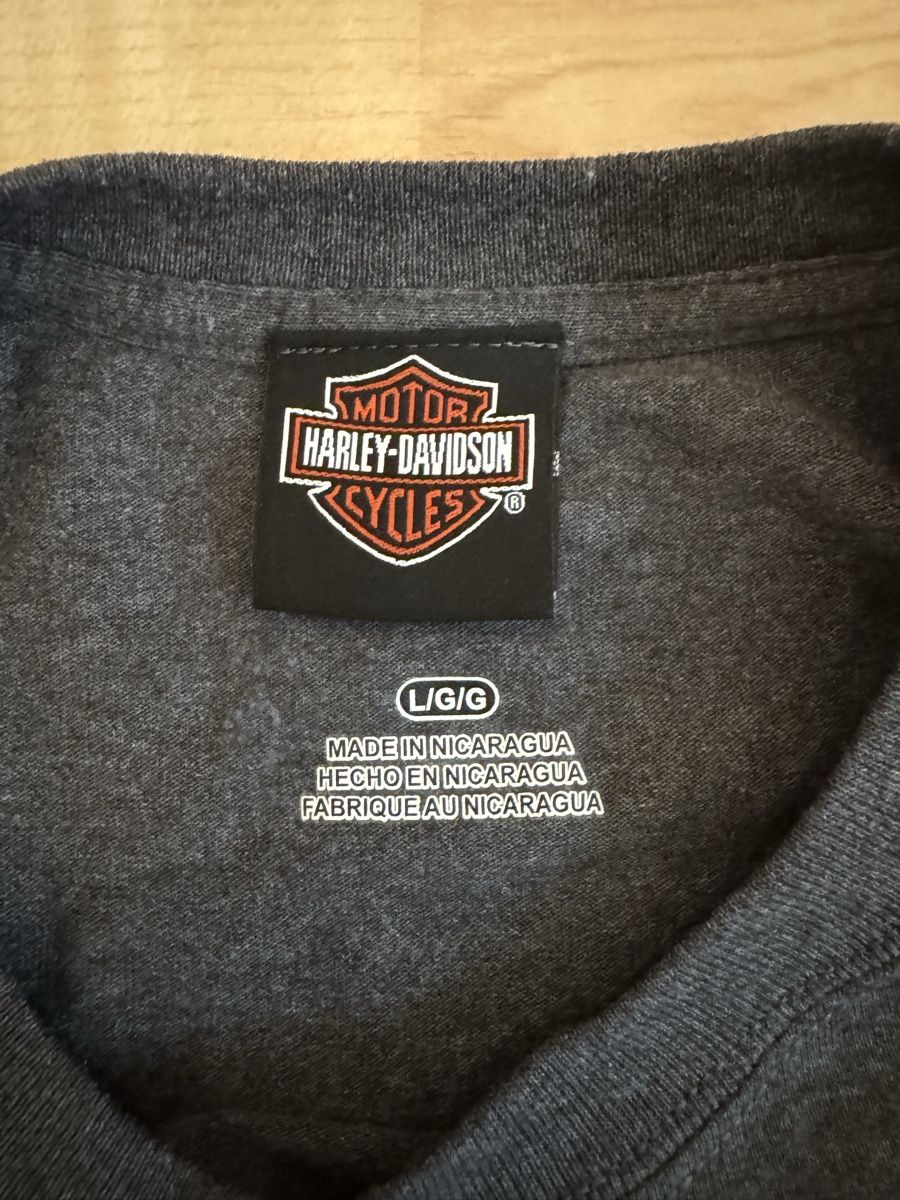 MOTOR
HARLEY-DAVIDSON
CYCLES
®
L/G/G
MADE IN NICARAGUA
HECHO EN NICARAGUA
FABRIQUE AU NICARAGUA